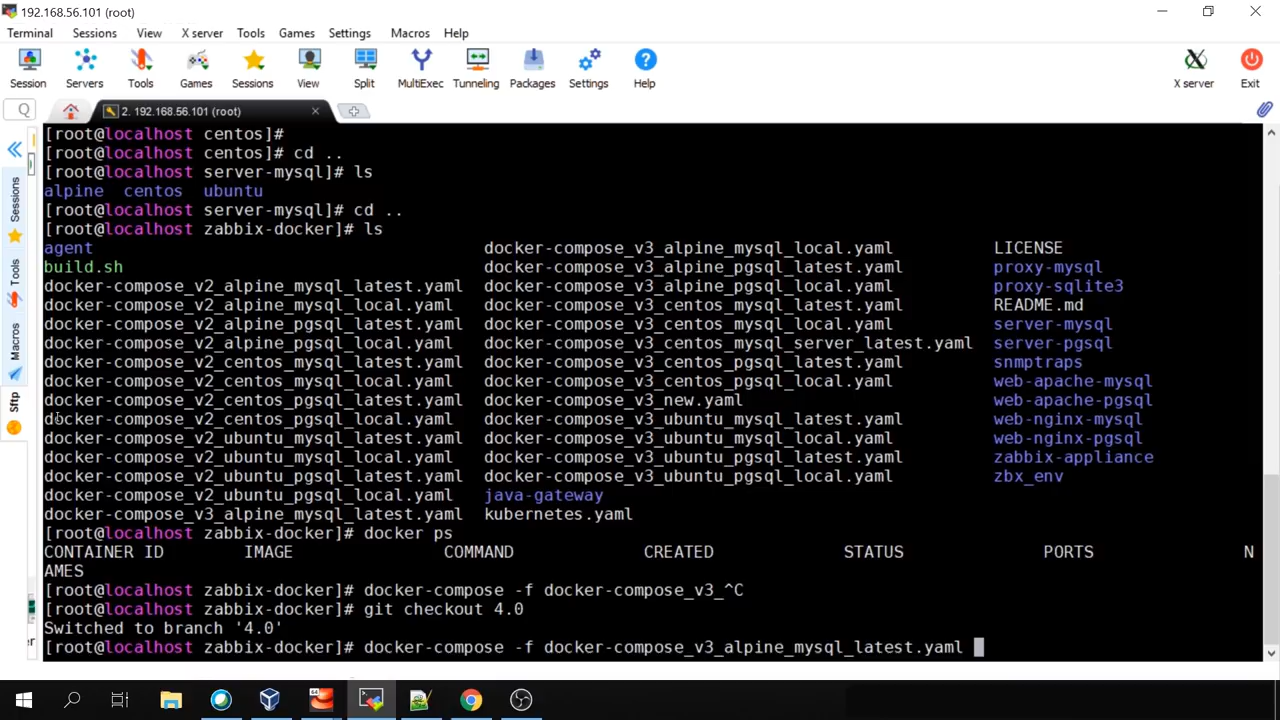 192.168.56.101 (root)
Terminal Sessions View X server Tools Games Settings Macros Help
Session Servers Tools Games Sessions View Split MultiExec Tunneling Packages Settings Help X server Exit
2. 192.168.56.101 (root)
Sessions
Tools
Macros
Sftp
[root@localhost centos]#
[root@localhost centos]# cd ..
[root@localhost server-mysql]# ls
alpine centos ubuntu
[root@localhost server-mysql]# cd ..
[root@localhost zabbix-docker]# ls
agent docker-compose_v3_alpine_mysql_local.yaml LICENSE
build.sh docker-compose_v3_alpine_pgsql_latest.yaml proxy-mysql
docker-compose_v2_alpine_mysql_latest.yaml docker-compose_v3_alpine_pgsql_local.yaml proxy-sqlite3
docker-compose_v2_alpine_mysql_local.yaml docker-compose_v3_centos_mysql_latest.yaml README.md
docker-compose_v2_alpine_pgsql_latest.yaml docker-compose_v3_centos_mysql_local.yaml server-mysql
docker-compose_v2_alpine_pgsql_local.yaml docker-compose_v3_centos_mysql_server_latest.yaml server-pgsql
docker-compose_v2_centos_mysql_latest.yaml docker-compose_v3_centos_pgsql_latest.yaml snmptraps
docker-compose_v2_centos_mysql_local.yaml docker-compose_v3_centos_pgsql_local.yaml web-apache-mysql
docker-compose_v2_centos_pgsql_latest.yaml docker-compose_v3_new.yaml web-apache-pgsql
docker-compose_v2_centos_pgsql_local.yaml docker-compose_v3_ubuntu_mysql_latest.yaml web-nginx-mysql
docker-compose_v2_ubuntu_mysql_latest.yaml docker-compose_v3_ubuntu_mysql_local.yaml web-nginx-pgsql
docker-compose_v2_ubuntu_mysql_local.yaml docker-compose_v3_ubuntu_pgsql_latest.yaml zabbix-appliance
docker-compose_v2_ubuntu_pgsql_latest.yaml docker-compose_v3_ubuntu_pgsql_local.yaml zbx_env
docker-compose_v2_ubuntu_pgsql_local.yaml java-gateway
docker-compose_v3_alpine_mysql_latest.yaml kubernetes.yaml
[root@localhost zabbix-docker]# docker ps
CONTAINER ID IMAGE COMMAND CREATED STATUS PORTS N
AMES
[root@localhost zabbix-docker]# docker-compose -f docker-compose_v3_^C
[root@localhost zabbix-docker]# git checkout 4.0
Switched to branch '4.0'
[root@localhost zabbix-docker]# docker-compose -f docker-compose_v3_alpine_mysql_latest.yaml